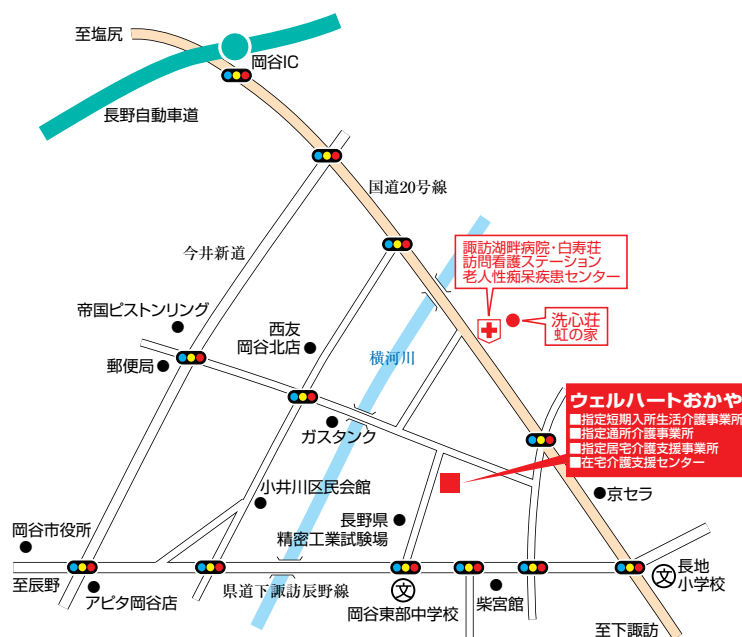 至塩尻
岡谷IC
長野自動車道
国道20号線
今井新道
諏訪湖畔病院・白寿荘
訪問看護ステーション
老人性痴呆疾患センター
洗心荘
虹の家
帝国ピストンリング
西友
岡谷北店
横河川
郵便局
ガスタンク
ウェルハートおかや
■指定短期入所生活介護事業所
■指定通所介護事業所
■指定居宅介護支援事業所
■在宅介護支援センター
小井川区民会館
京セラ
長野県
精密工業試験場
岡谷市役所
至辰野
アピタ岡谷店
県道下諏訪辰野線
文
岡谷東部中学校
柴宮館
文
長地
小学校
至下諏訪